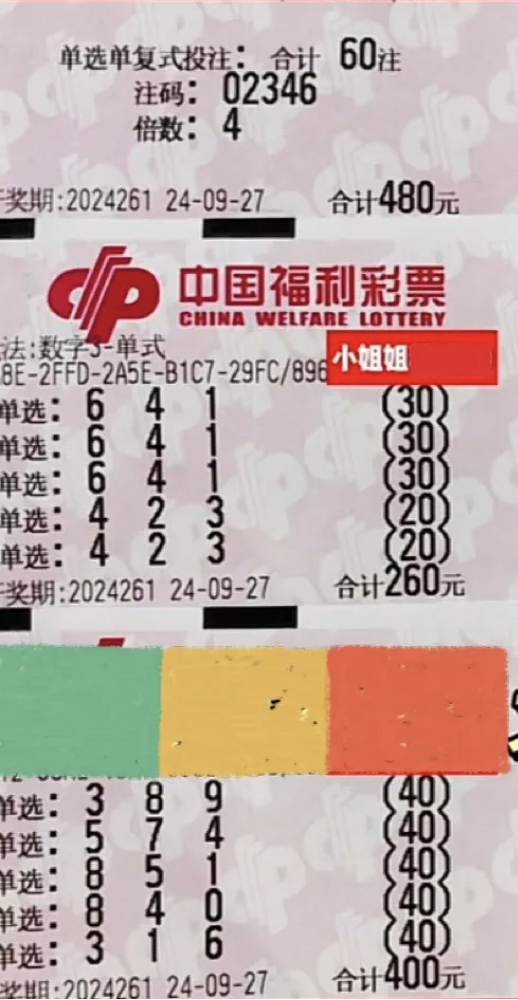 单选单复式投注: 合计 60注
注码: 02346
倍数: 4
奖期:2024261 24-09-27 合计480元
中国福利彩票
CHINA WELFARE LOTTERY
法:数字3-单式
8E-2FFD-2A5E-B1C7-29FC/896
小姐姐
单选: 6 4 1 (30)
单选: 6 4 1 (30)
单选: 6 4 1 (30)
单选: 4 2 3 (20)
单选: 4 2 3 (20)
奖期:2024261 24-09-27 合计260元
单选: 3 8 9 (40)
单选: 5 7 4 (40)
单选: 8 5 1 (40)
单选: 8 4 0 (40)
单选: 3 1 6 (40)
奖期:2024261 24-09-27 合计400元